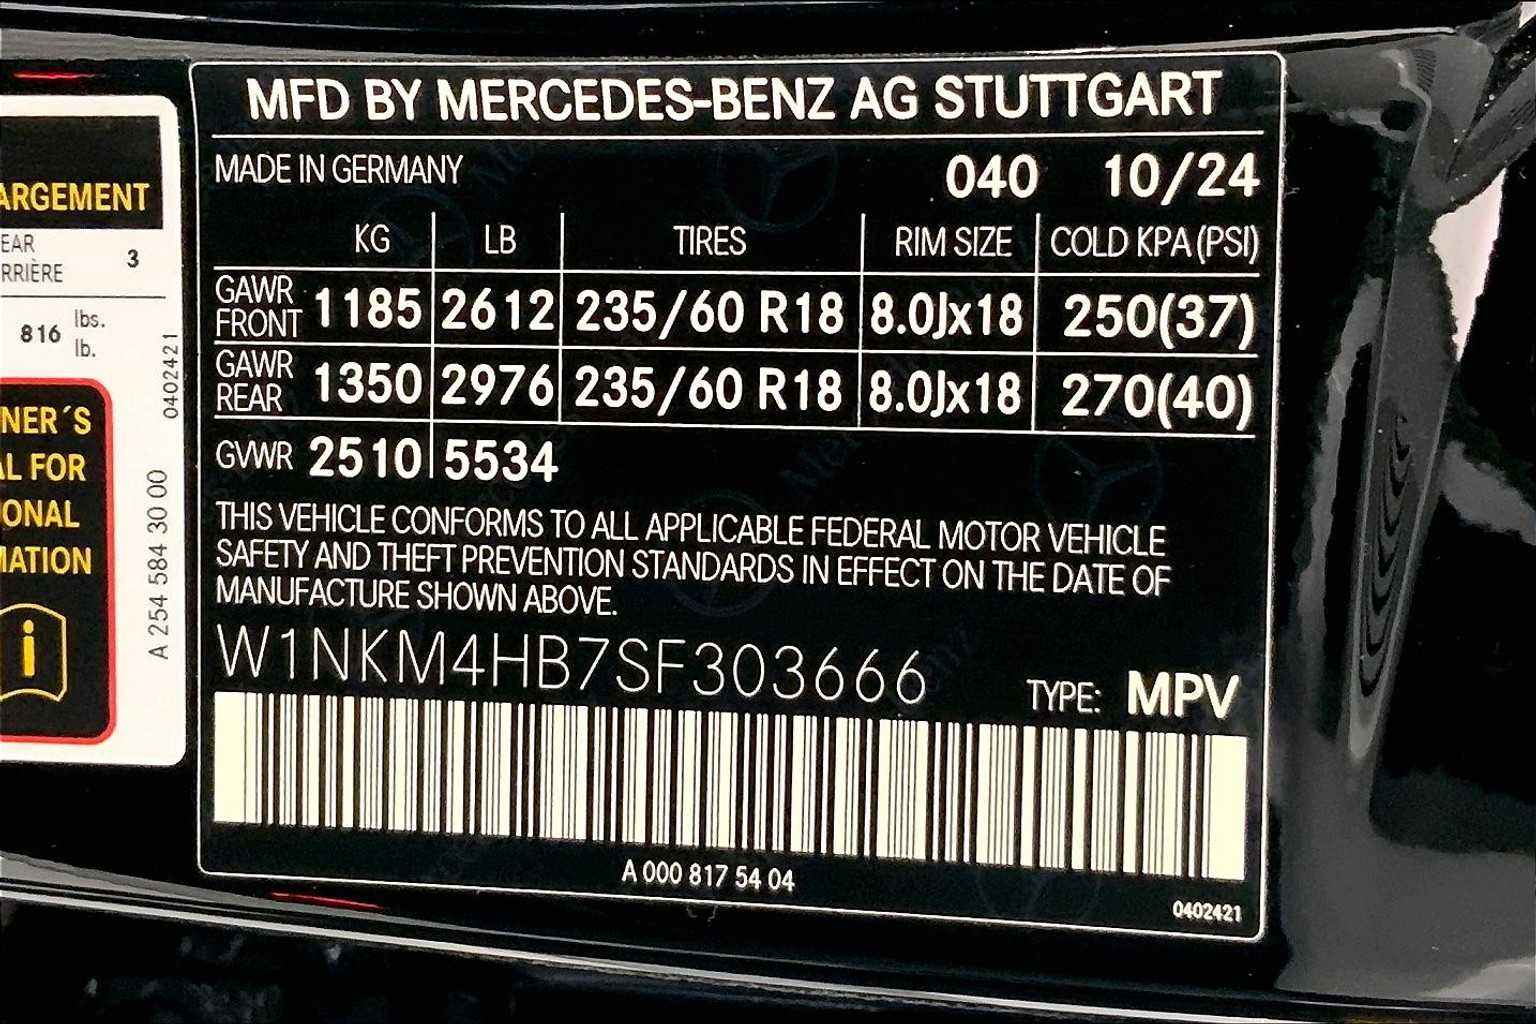 MFD BY MERCEDES-BENZ AG STUTTGART
MADE IN GERMANY 040 10/24
KG LB TIRES RIM SIZE COLD KPA (PSI)
GAWR FRONT 1185 2612 235/60 R18 8.0Jx18 250(37)
GAWR REAR 1350 2976 235/60 R18 8.0Jx18 270(40)
GVWR 2510 5534
THIS VEHICLE CONFORMS TO ALL APPLICABLE FEDERAL MOTOR VEHICLE
SAFETY AND THEFT PREVENTION STANDARDS IN EFFECT ON THE DATE OF
MANUFACTURE SHOWN ABOVE.
W1NKM4HB7SF303666
TYPE: MPV
A 000 817 54 04
0402421
ARGEMENT
EAR
RRIÈRE 3
816 lbs.
lb.
NER´S
L FOR
ONAL
MATION
i
0402421
A 254 584 30 00